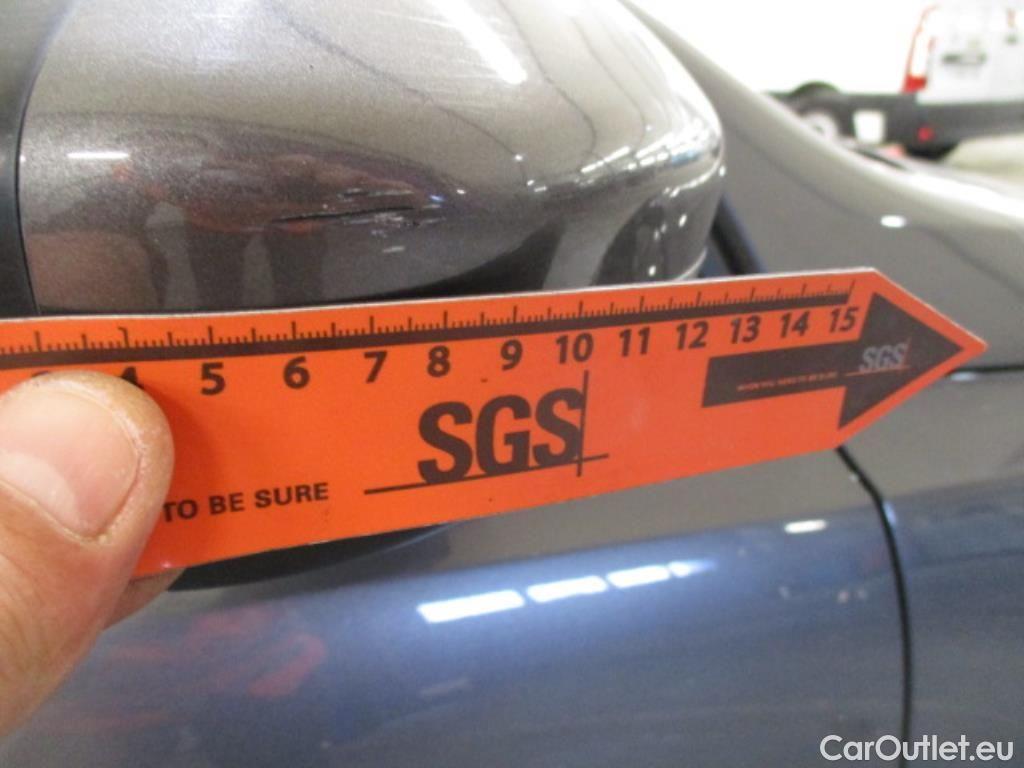 3 4 5 6 7 8 9 10 11 12 13 14 15
SGS
SGS
TO BE SURE
CarOutlet.eu